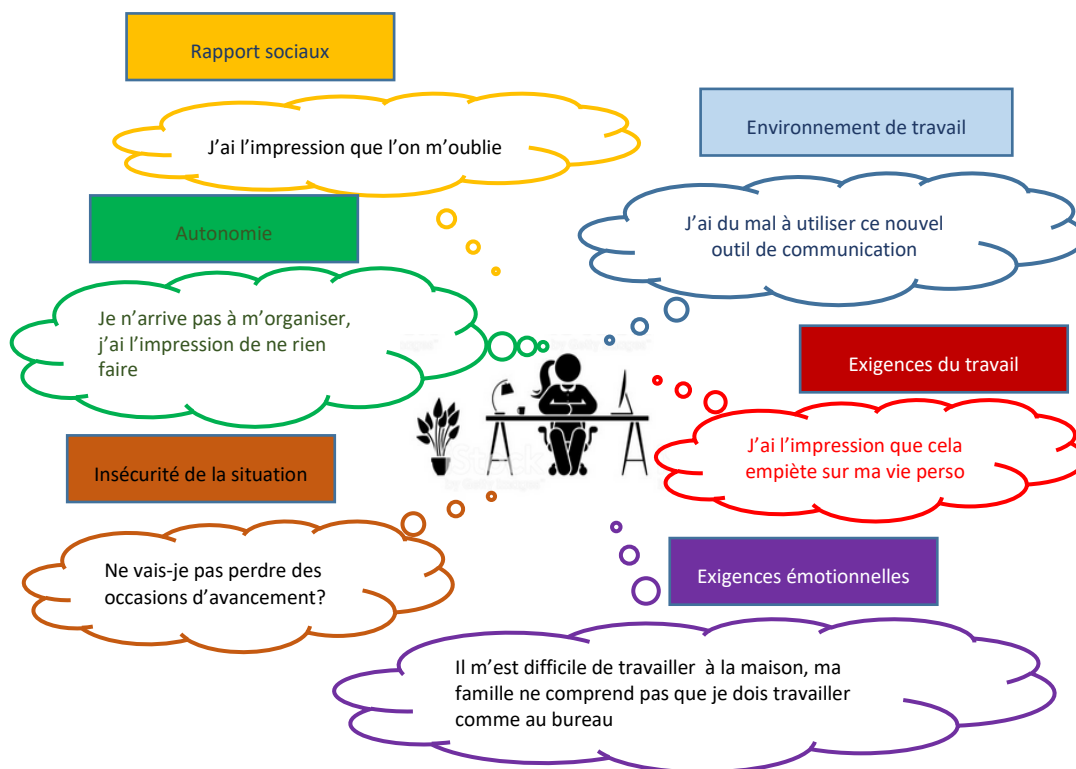 Rapport sociaux
J’ai l’impression que l’on m’oublie
Environnement de travail
J’ai du mal à utiliser ce nouvel
outil de communication
Autonomie
Je n’arrive pas à m’organiser,
j’ai l’impression de ne rien
faire
Exigences du travail
J’ai l’impression que cela
empiète sur ma vie perso
Insécurité de la situation
Ne vais-je pas perdre des
occasions d’avancement?
Exigences émotionnelles
Il m’est difficile de travailler  à la maison, ma
famille ne comprend pas que je dois travailler
comme au bureau